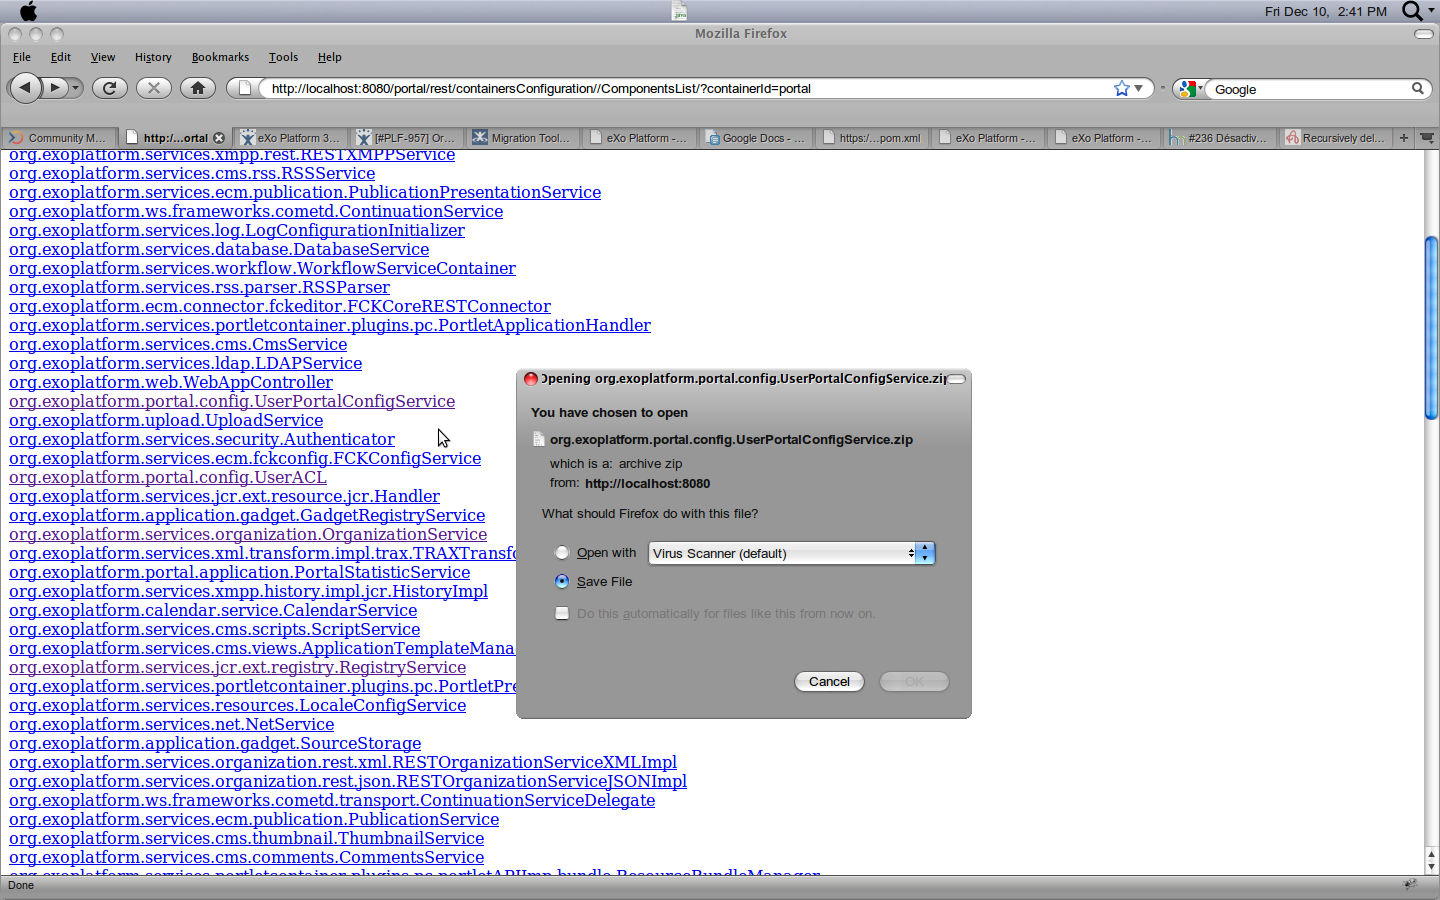 Fri Dec 10, 2:41 PM
Mozilla Firefox
File Edit View History Bookmarks Tools Help
http://localhost:8080/portal/rest/containersConfiguration//ComponentsList/?containerId=portal
Google
Community M...
http:/...ortal
eXo Platform 3...
[#PLF-957] Or...
Migration Tool...
eXo Platform -...
Google Docs - ...
https:/...pom.xml
eXo Platform -...
eXo Platform -...
#236 Désactiv...
Recursively del...
org.exoplatform.services.xmpp.rest.RESTXMPPService
org.exoplatform.services.cms.rss.RSSService
org.exoplatform.services.ecm.publication.PublicationPresentationService
org.exoplatform.ws.frameworks.cometd.ContinuationService
org.exoplatform.services.log.LogConfigurationInitializer
org.exoplatform.services.database.DatabaseService
org.exoplatform.services.workflow.WorkflowServiceContainer
org.exoplatform.services.rss.parser.RSSParser
org.exoplatform.ecm.connector.fckeditor.FCKCoreRESTConnector
org.exoplatform.services.portletcontainer.plugins.pc.PortletApplicationHandler
org.exoplatform.services.cms.CmsService
org.exoplatform.services.ldap.LDAPService
org.exoplatform.web.WebAppController
org.exoplatform.portal.config.UserPortalConfigService
org.exoplatform.upload.UploadService
org.exoplatform.services.security.Authenticator
org.exoplatform.services.ecm.fckconfig.FCKConfigService
org.exoplatform.portal.config.UserACL
org.exoplatform.services.jcr.ext.resource.jcr.Handler
org.exoplatform.application.gadget.GadgetRegistryService
org.exoplatform.services.organization.OrganizationService
org.exoplatform.services.xml.transform.impl.trax.TRAXTransfo
org.exoplatform.portal.application.PortalStatisticService
org.exoplatform.services.xmpp.history.impl.jcr.HistoryImpl
org.exoplatform.calendar.service.CalendarService
org.exoplatform.services.cms.scripts.ScriptService
org.exoplatform.services.cms.views.ApplicationTemplateMana
org.exoplatform.services.jcr.ext.registry.RegistryService
org.exoplatform.services.portletcontainer.plugins.pc.PortletPre
org.exoplatform.services.resources.LocaleConfigService
org.exoplatform.services.net.NetService
org.exoplatform.application.gadget.SourceStorage
org.exoplatform.services.organization.rest.xml.RESTOrganizationServiceXMLImpl
org.exoplatform.services.organization.rest.json.RESTOrganizationServiceJSONImpl
org.exoplatform.ws.frameworks.cometd.transport.ContinuationServiceDelegate
org.exoplatform.services.ecm.publication.PublicationService
org.exoplatform.services.cms.thumbnail.ThumbnailService
org.exoplatform.services.cms.comments.CommentsService
org.exoplatform.services.portletcontainer.plugins.pc.portletAPIImp.bundle.ResourceBundleManager
Opening org.exoplatform.portal.config.UserPortalConfigService.zip
You have chosen to open
org.exoplatform.portal.config.UserPortalConfigService.zip
which is a: archive zip
from: http://localhost:8080
What should Firefox do with this file?
Open with Virus Scanner (default)
Save File
Do this automatically for files like this from now on.
Cancel OK
Done